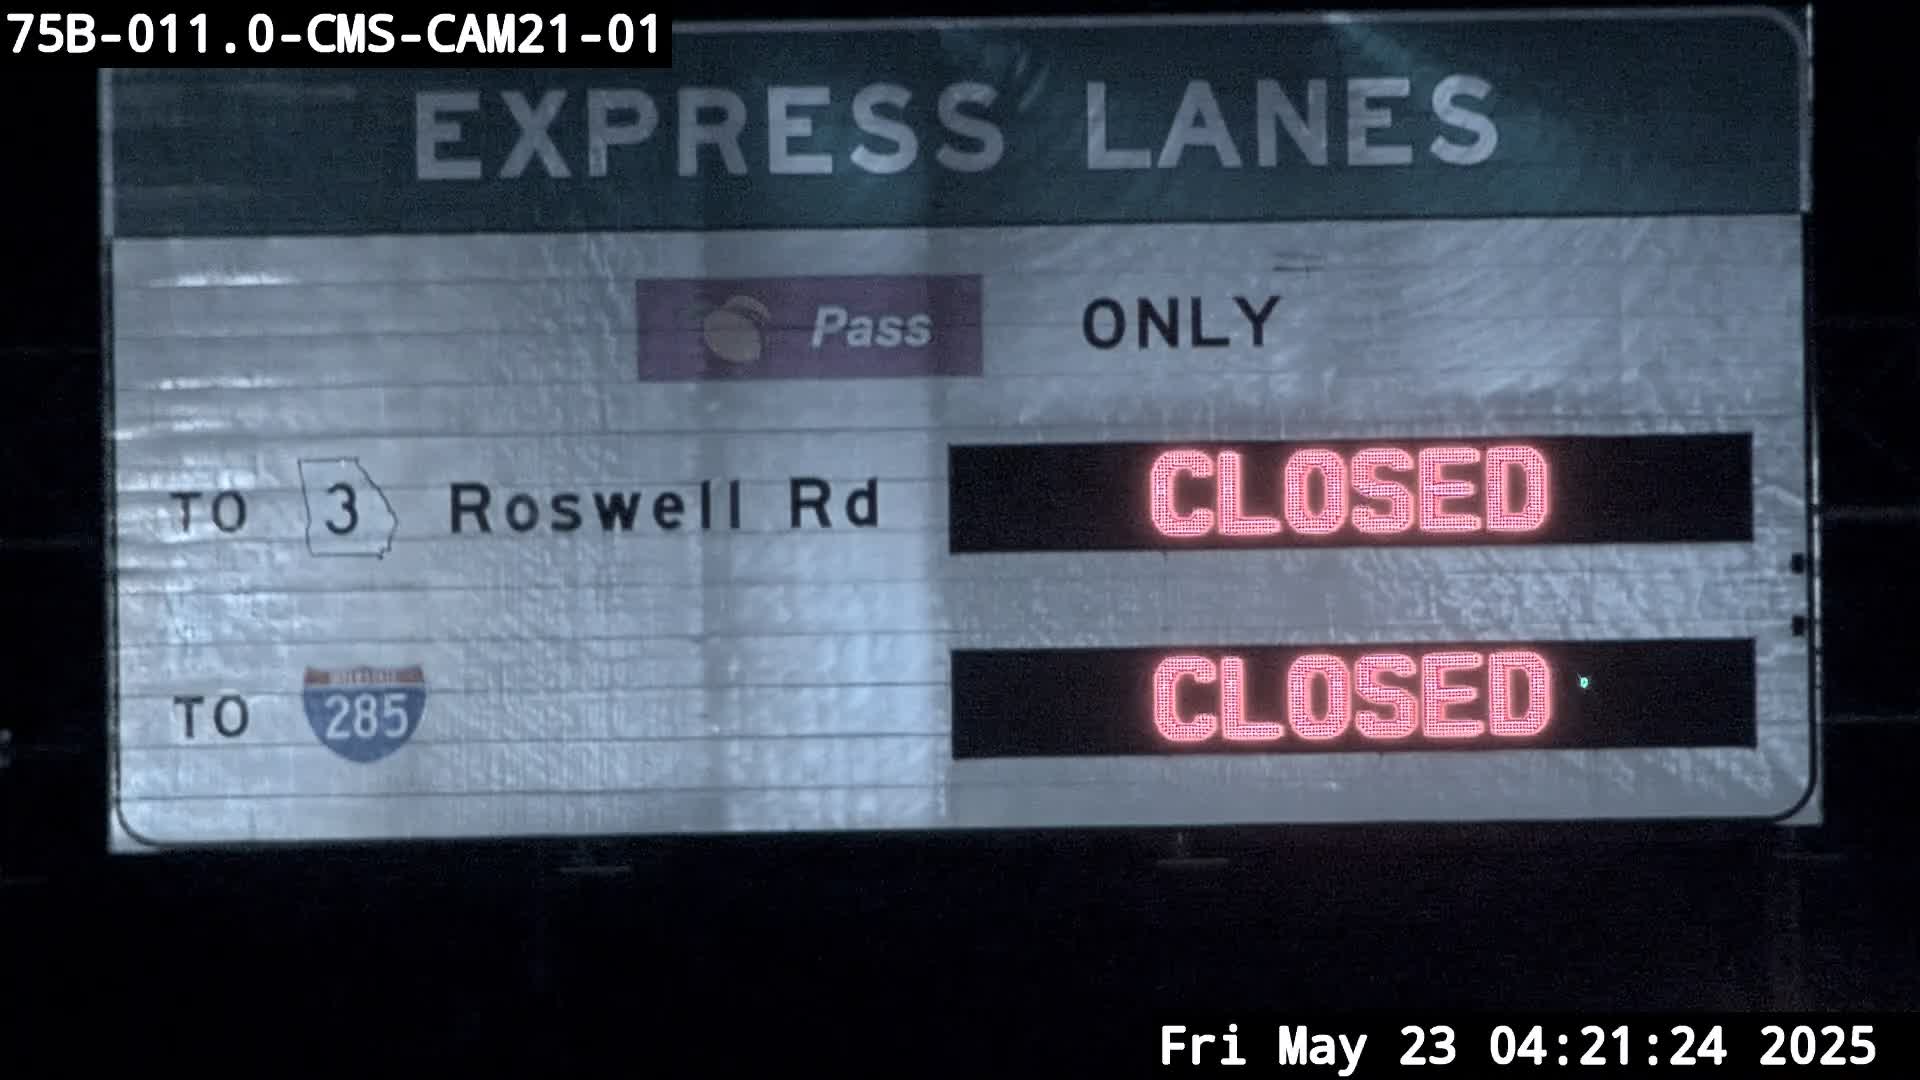 75B-011.0-CMS-CAM21-01
EXPRESS LANES
Pass ONLY
TO 3 Roswell Rd CLOSED
TO 285 CLOSED
Fri May 23 04:21:24 2025